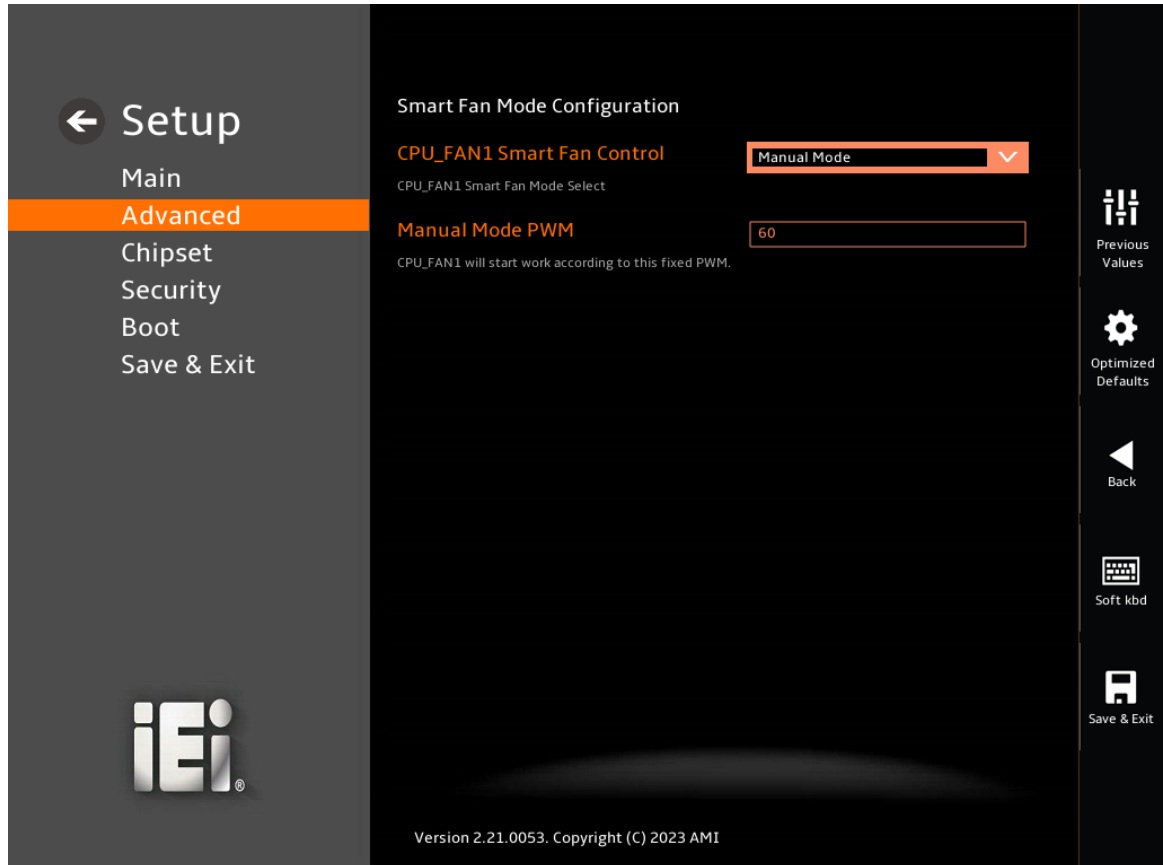 Setup
Main
Advanced
Chipset
Security
Boot
Save & Exit
iEi®
Smart Fan Mode Configuration
CPU_FAN1 Smart Fan Control
Manual Mode
CPU_FAN1 Smart Fan Mode Select
Manual Mode PWM
60
CPU_FAN1 will start work according to this fixed PWM.
Version 2.21.0053. Copyright (C) 2023 AMI
Previous
Values
Optimized
Defaults
Back
Soft kbd
Save & Exit